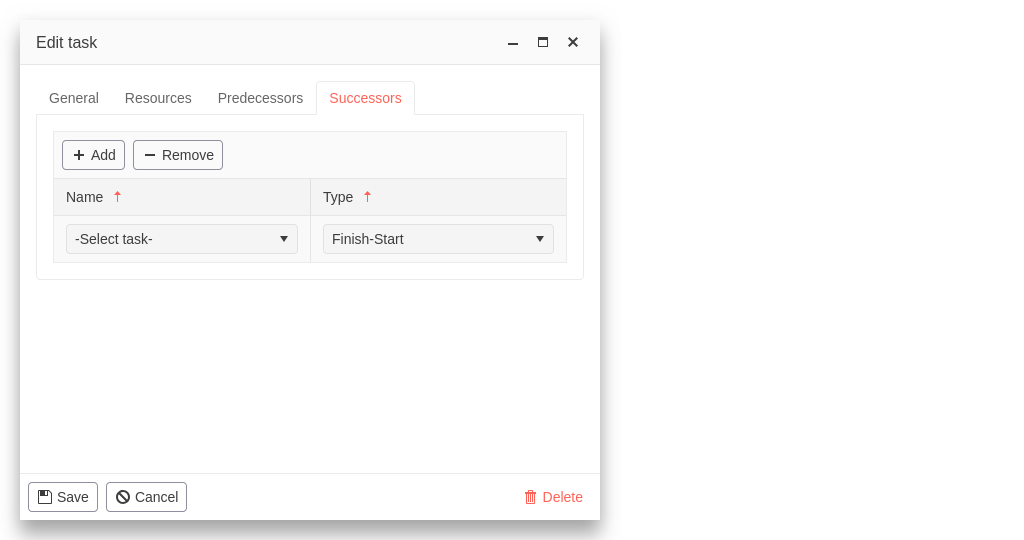 Edit task
General Resources Predecessors Successors
Add Remove
Name Type
-Select task- Finish-Start
Save Cancel Delete